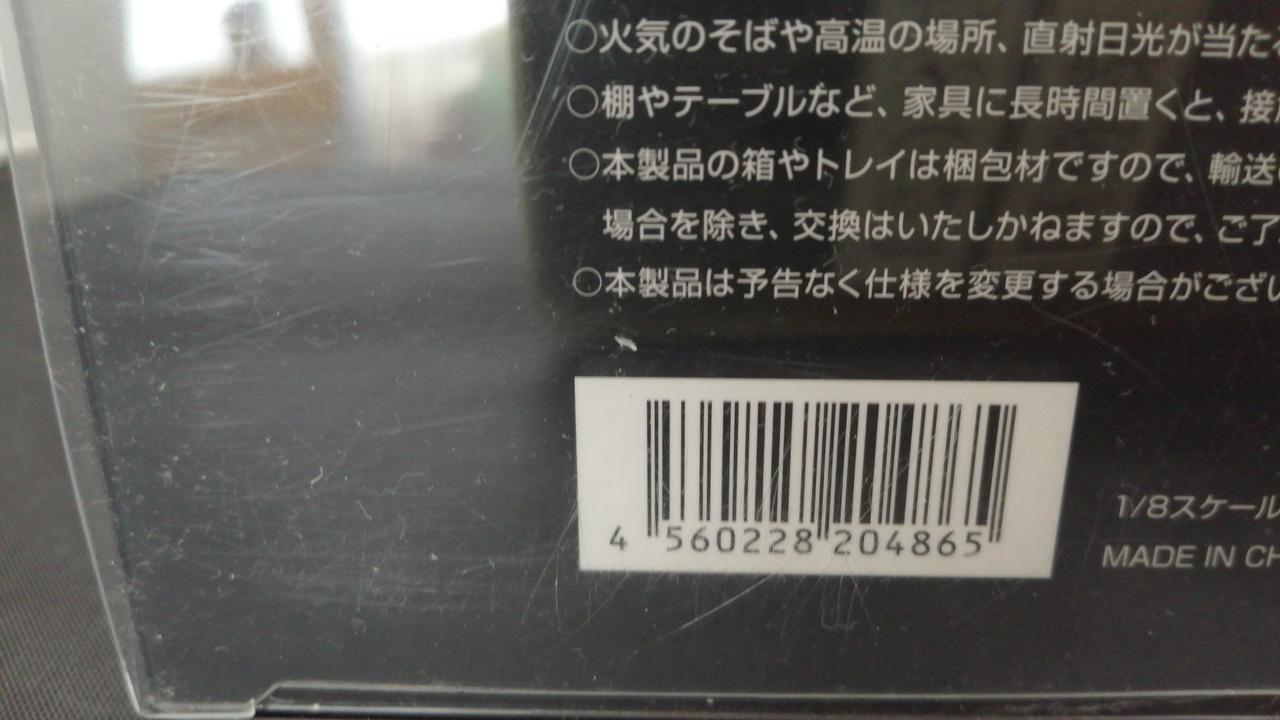 ○火気のそばや高温の場所、直射日光が当た
○棚やテーブルなど、家具に長時間置くと、接
○本製品の箱やトレイは梱包材ですので、輸送
場合を除き、交換はいたしかねますので、ご了
○本製品は予告なく仕様を変更する場合がござい
4 560228 204865
1/8スケール
MADE IN CH